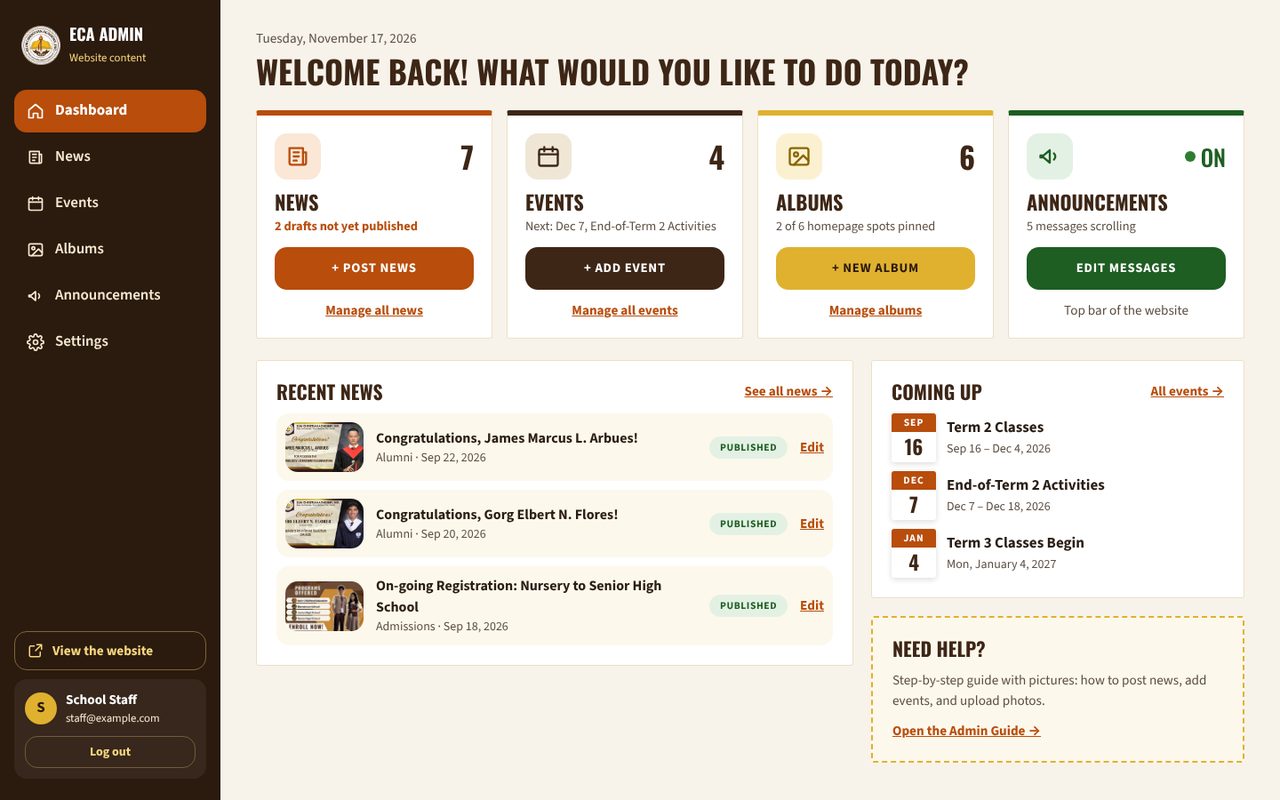 ECA ADMIN
Website content
Dashboard
News
Events
Albums
Announcements
Settings
View the website
S
School Staff
staff@example.com
Log out
Tuesday, November 17, 2026
WELCOME BACK! WHAT WOULD YOU LIKE TO DO TODAY?
7
NEWS
2 drafts not yet published
+ POST NEWS
Manage all news
4
EVENTS
Next: Dec 7, End-of-Term 2 Activities
+ ADD EVENT
Manage all events
6
ALBUMS
2 of 6 homepage spots pinned
+ NEW ALBUM
Manage albums
ON
ANNOUNCEMENTS
5 messages scrolling
EDIT MESSAGES
Top bar of the website
RECENT NEWS
See all news →
Congratulations!
Congratulations, James Marcus L. Arbues!
Alumni · Sep 22, 2026
PUBLISHED
Edit
Congratulations!
Congratulations, Gorg Elbert N. Flores!
Alumni · Sep 20, 2026
PUBLISHED
Edit
PROGRAMS
OFFERED
ENROLL NOW!
On-going Registration: Nursery to Senior High
School
Admissions · Sep 18, 2026
PUBLISHED
Edit
COMING UP
All events →
SEP
16
Term 2 Classes
Sep 16 – Dec 4, 2026
DEC
7
End-of-Term 2 Activities
Dec 7 – Dec 18, 2026
JAN
4
Term 3 Classes Begin
Mon, January 4, 2027
NEED HELP?
Step-by-step guide with pictures: how to post news, add
events, and upload photos.
Open the Admin Guide →